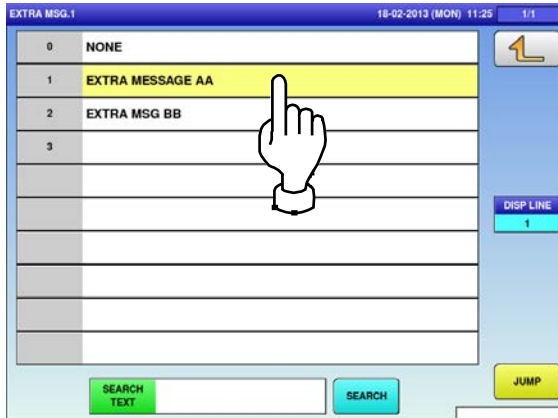 EXTRA MSG.1 18-02-2013 (MON) 11:25 1/1
0 NONE
1 EXTRA MESSAGE AA
2 EXTRA MSG BB
3
DISP LINE
1
SEARCH
TEXT
SEARCH
JUMP